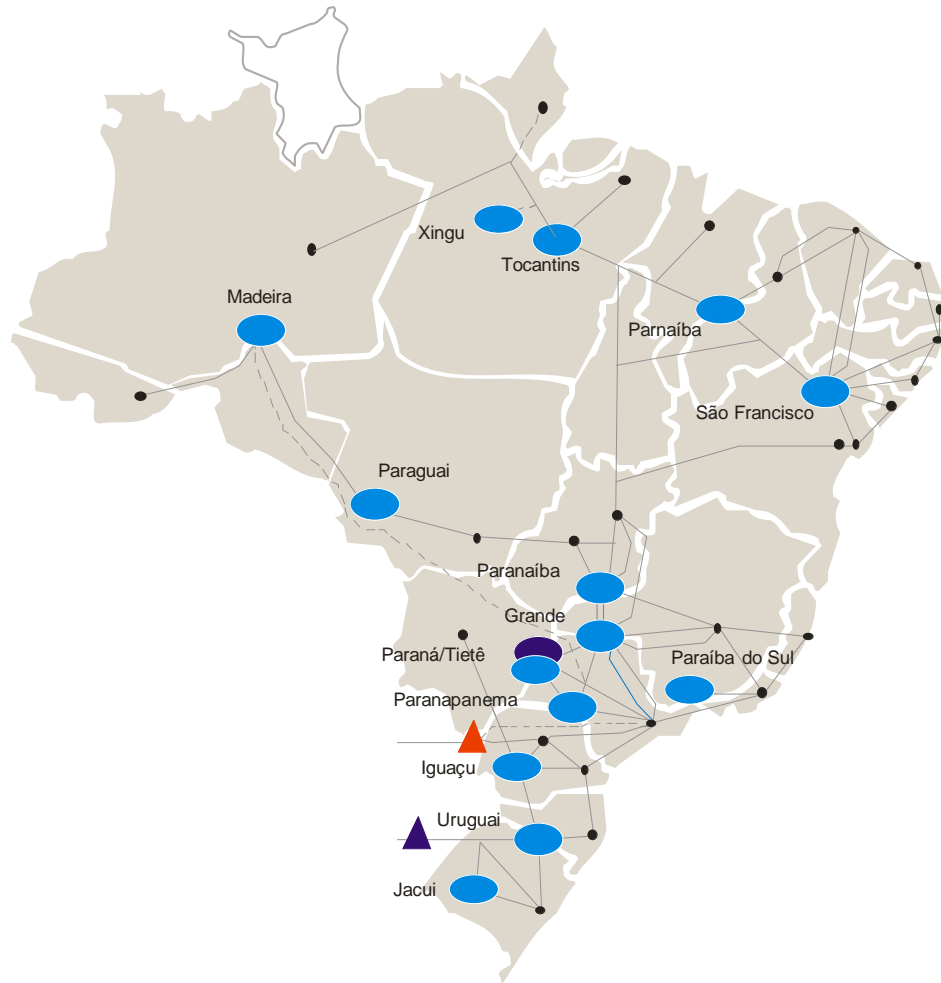 Xingu
Tocantins
Madeira
Parnaíba
São Francisco
Paraguai
Paranaíba
Grande
Paraná/Tietê
Paraíba do Sul
Paranapanema
Iguaçu
Uruguai
Jacui